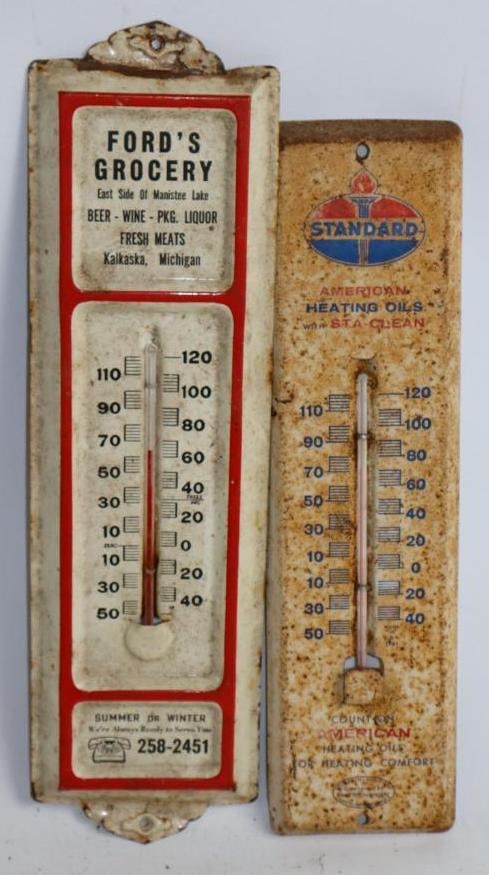 FORD'S
GROCERY
East Side Of Manistee Lake
BEER - WINE - PKG. LIQUOR
FRESH MEATS
Kalkaska, Michigan
120
110
100
90
80
70
60
50
40
30
20
10
0
10
20
30
40
50
SUMMER OR WINTER
We're Always Ready to Serve You
258-2451
STANDARD
AMERICAN
HEATING OILS
WITH STA-CLEAN
120
110
100
90
80
70
60
50
40
30
20
10
0
10
20
30
40
50
COUNT ON
AMERICAN
HEATING OILS
FOR HEATING COMFORT